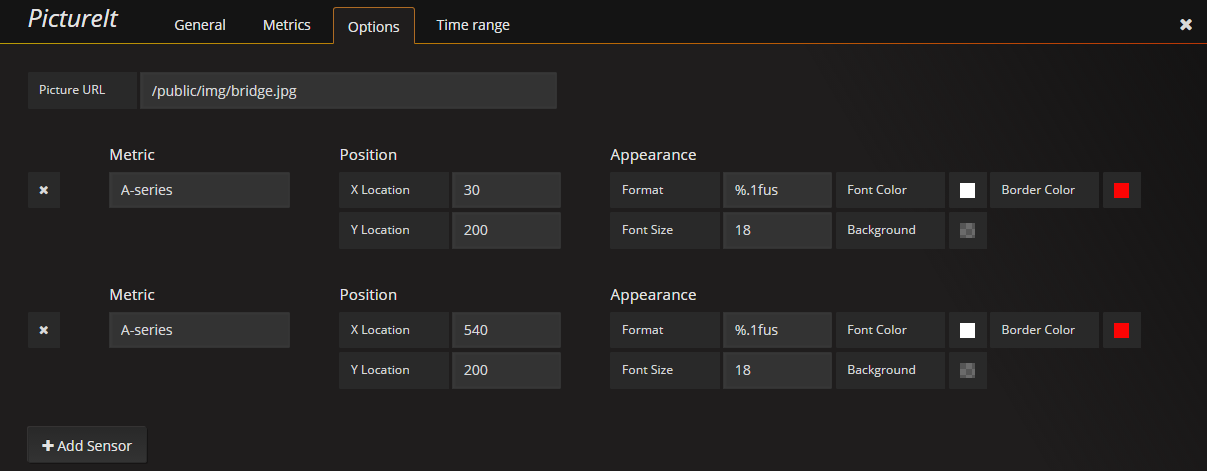 PictureIt General Metrics Options Time range
Picture URL /public/img/bridge.jpg
Metric Position Appearance
A-series X Location 30 Format %.1fus Font Color Border Color
Y Location 200 Font Size 18 Background
Metric Position Appearance
A-series X Location 540 Format %.1fus Font Color Border Color
Y Location 200 Font Size 18 Background
Add Sensor